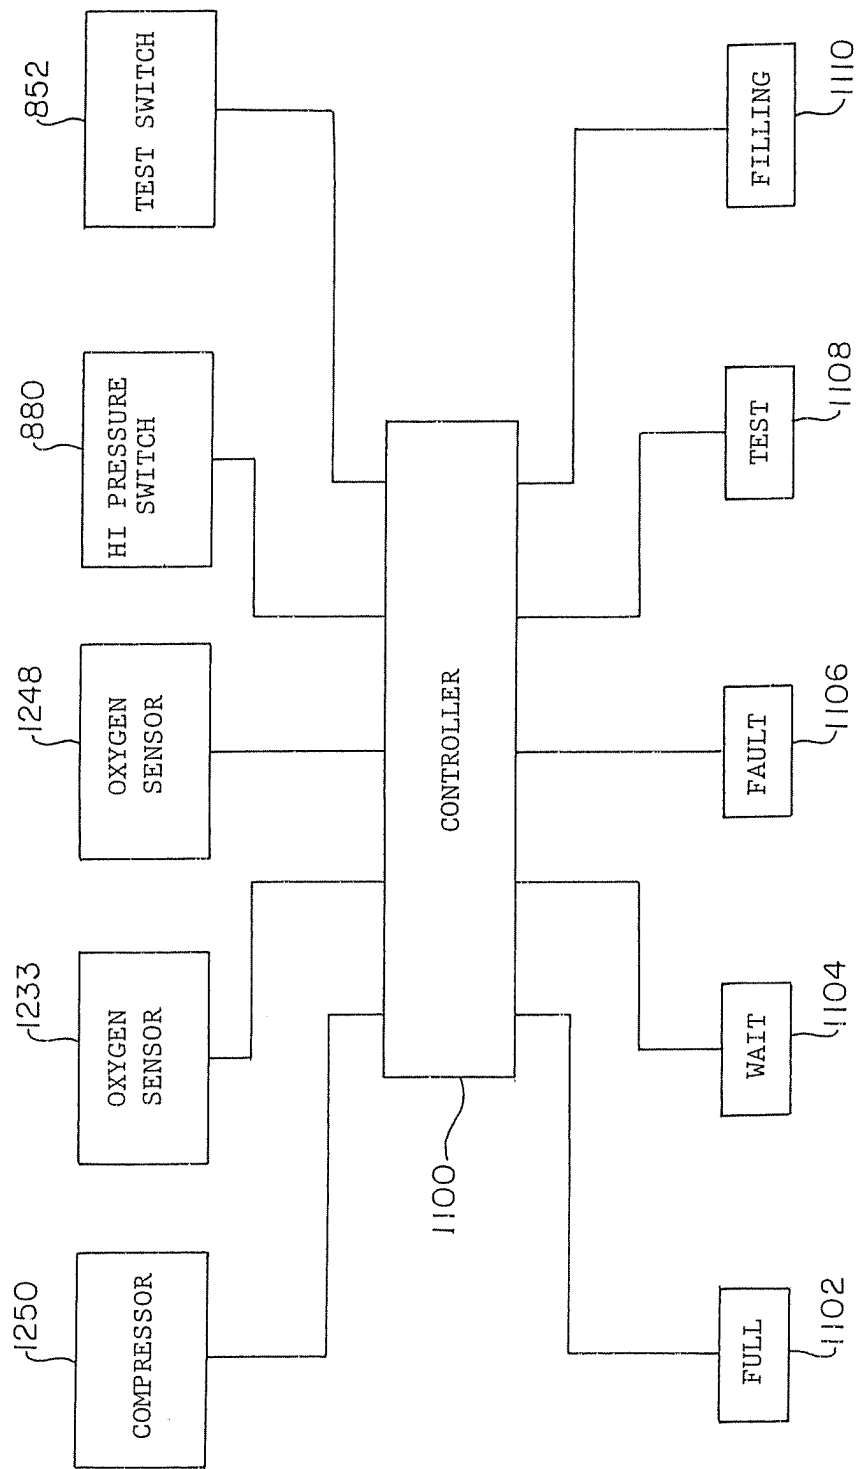 1250
COMPRESSOR
1233
OXYGEN
SENSOR
1248
OXYGEN
SENSOR
880
HI PRESSURE
SWITCH
852
TEST SWITCH
1100
CONTROLLER
FULL
1102
WAIT
1104
FAULT
1106
TEST
1108
FILLING
1110